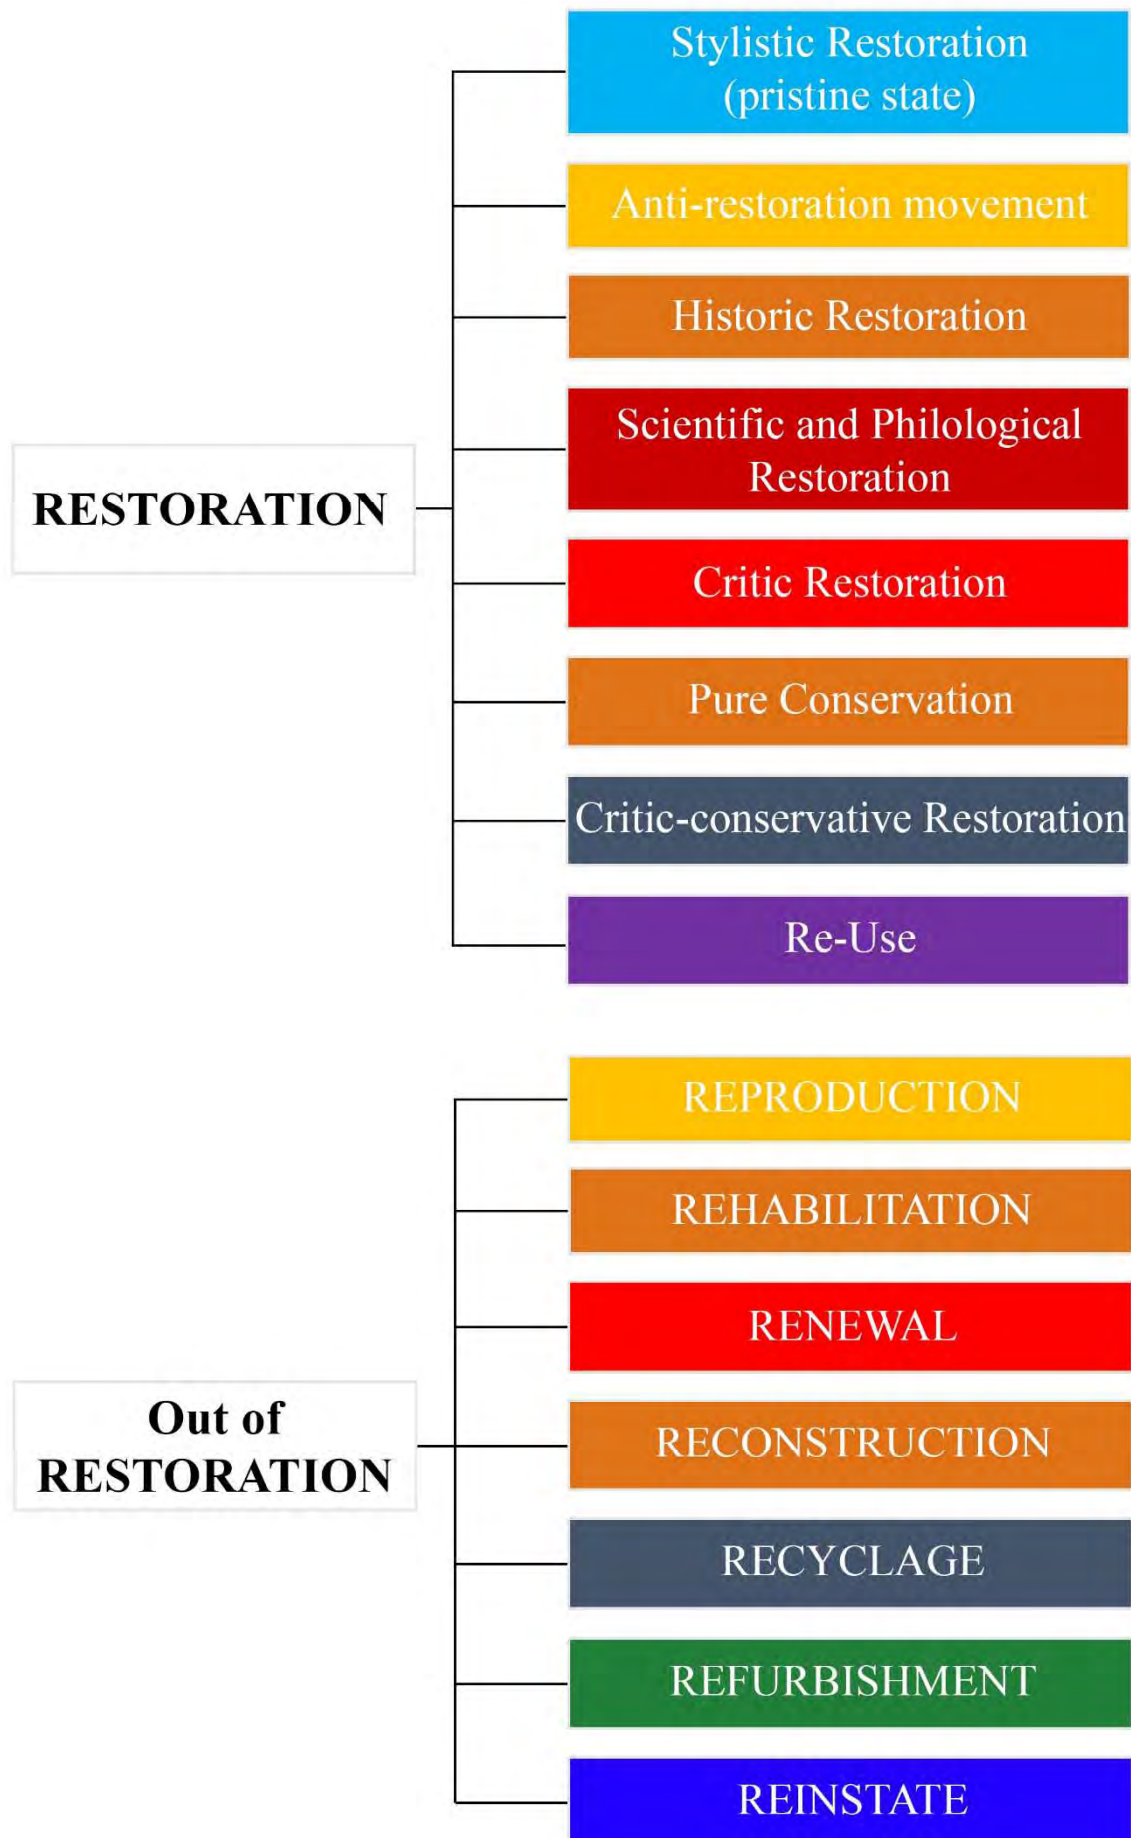 Stylistic Restoration
(pristine state)
Anti-restoration movement
Historic Restoration
Scientific and Philological
Restoration
RESTORATION
Critic Restoration
Pure Conservation
Critic-conservative Restoration
Re-Use
REPRODUCTION
REHABILITATION
RENEWAL
Out of
RESTORATION
RECONSTRUCTION
RECYCLAGE
REFURBISHMENT
REINSTATE